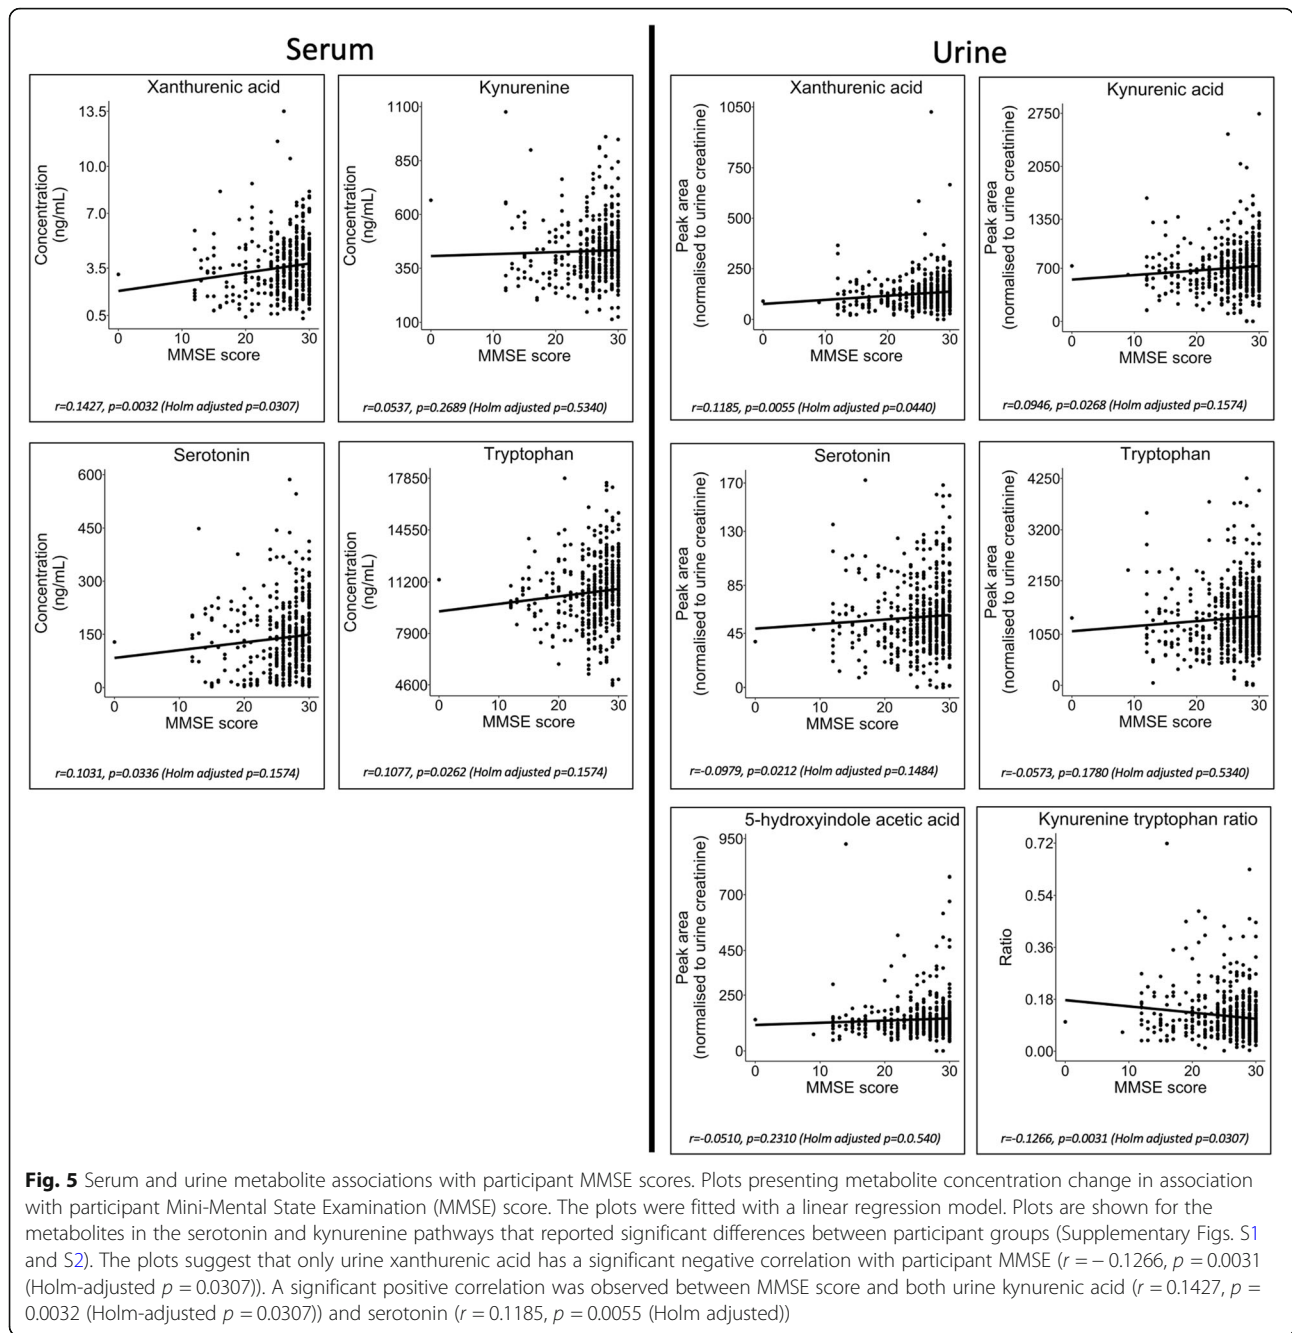 Serum
Urine
Xanthurenic acid
Concentration
(ng/mL)
13.5
10.0
7.0
3.5
0.5
0 10 20 30
MMSE score
r=0.1427, p=0.0032 (Holm adjusted p=0.0307)
Kynurenine
Concentration
(ng/mL)
1100
850
600
350
100
0 10 20 30
MMSE score
r=0.0537, p=0.2689 (Holm adjusted p=0.5340)
Xanthurenic acid
Peak area
(normalised to urine creatinine)
1050
750
500
250
0
0 10 20 30
MMSE score
r=0.1185, p=0.0055 (Holm adjusted p=0.0440)
Kynurenic acid
Peak area
(normalised to urine creatinine)
2750
2050
1350
700
0
0 10 20 30
MMSE score
r=0.0946, p=0.0268 (Holm adjusted p=0.1574)
Serotonin
Concentration
(ng/mL)
600
450
300
150
0
0 10 20 30
MMSE score
r=0.1031, p=0.0336 (Holm adjusted p=0.1574)
Tryptophan
Concentration
(ng/mL)
17850
14550
11200
7900
4600
0 10 20 30
MMSE score
r=0.1077, p=0.0262 (Holm adjusted p=0.1574)
Serotonin
Peak area
(normalised to urine creatinine)
170
130
85
45
0
0 10 20 30
MMSE score
r=-0.0979, p=0.0212 (Holm adjusted p=0.1484)
Tryptophan
Peak area
(normalised to urine creatinine)
4250
3200
2150
1050
0
0 10 20 30
MMSE score
r=-0.0573, p=0.1780 (Holm adjusted p=0.5340)
5-hydroxyindole acetic acid
Peak area
(normalised to urine creatinine)
950
700
450
250
0
0 10 20 30
MMSE score
r=-0.0510, p=0.2310 (Holm adjusted p=0.0.540)
Kynurenine tryptophan ratio
Ratio
0.72
0.54
0.36
0.18
0.00
0 10 20 30
MMSE score
r=-0.1266, p=0.0031 (Holm adjusted p=0.0307)
Fig. 5 Serum and urine metabolite associations with participant MMSE scores. Plots presenting metabolite concentration change in association
with participant Mini-Mental State Examination (MMSE) score. The plots were fitted with a linear regression model. Plots are shown for the
metabolites in the serotonin and kynurenine pathways that reported significant differences between participant groups (Supplementary Figs. S1
and S2). The plots suggest that only urine xanthurenic acid has a significant negative correlation with participant MMSE (r = − 0.1266, p = 0.0031
(Holm-adjusted p = 0.0307)). A significant positive correlation was observed between MMSE score and both urine kynurenic acid (r = 0.1427, p =
0.0032 (Holm-adjusted p = 0.0307)) and serotonin (r = 0.1185, p = 0.0055 (Holm adjusted))